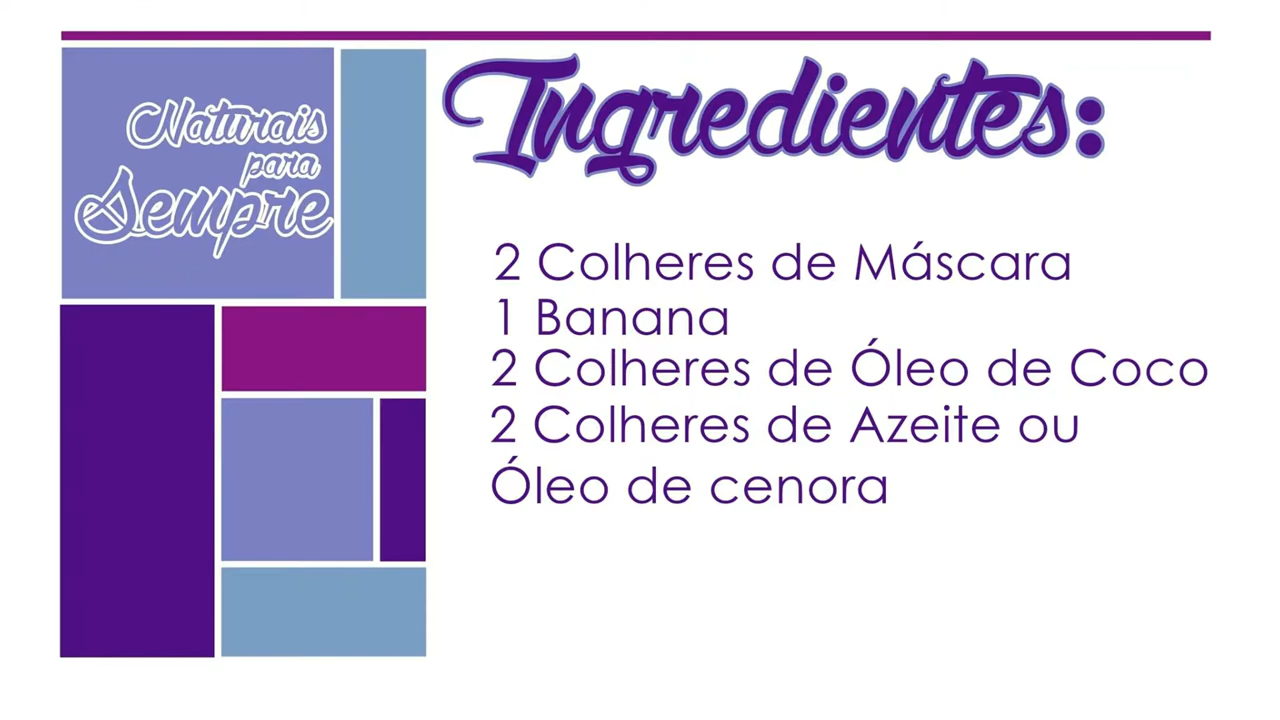 Naturais
para
Sempre
Ingredientes:
2 Colheres de Máscara
1 Banana
2 Colheres de Óleo de Coco
2 Colheres de Azeite ou
Óleo de cenora